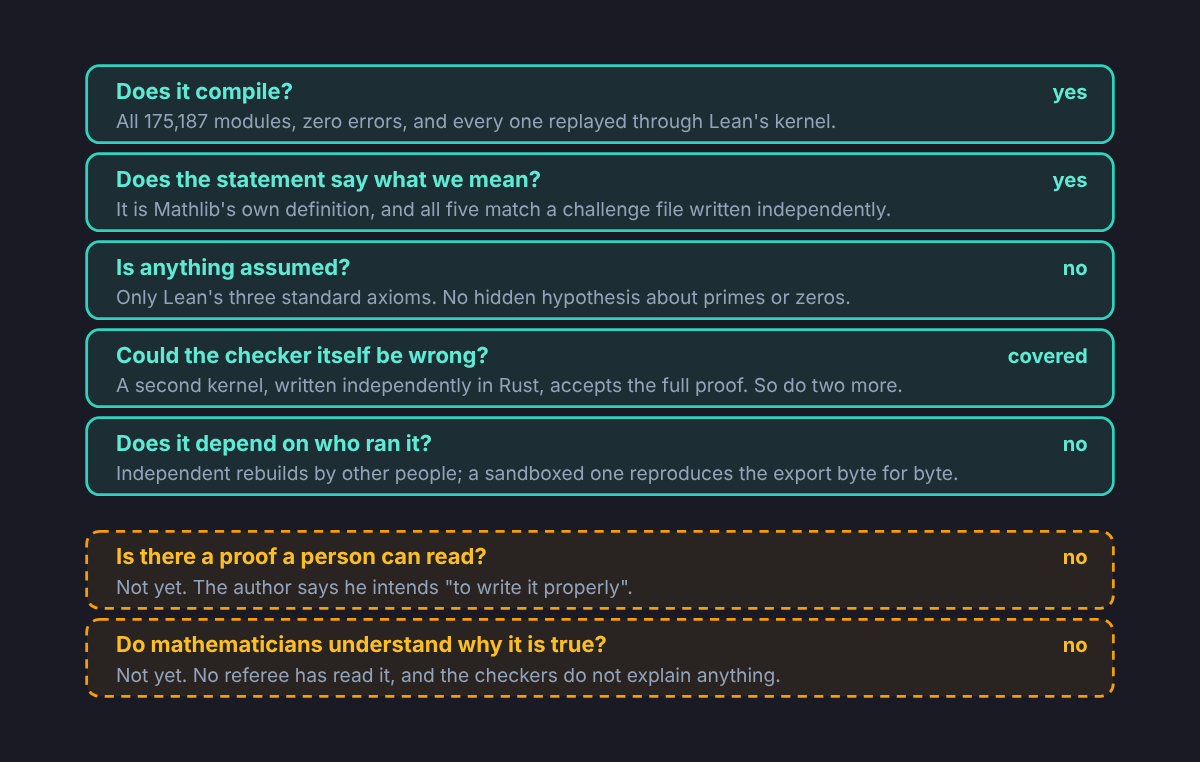 Does it compile?
yes
All 175,187 modules, zero errors, and every one replayed through Lean's kernel.
Does the statement say what we mean?
yes
It is Mathlib's own definition, and all five match a challenge file written independently.
Is anything assumed?
no
Only Lean's three standard axioms. No hidden hypothesis about primes or zeros.
Could the checker itself be wrong?
covered
A second kernel, written independently in Rust, accepts the full proof. So do two more.
Does it depend on who ran it?
no
Independent rebuilds by other people; a sandboxed one reproduces the export byte for byte.
Is there a proof a person can read?
no
Not yet. The author says he intends "to write it properly".
Do mathematicians understand why it is true?
no
Not yet. No referee has read it, and the checkers do not explain anything.